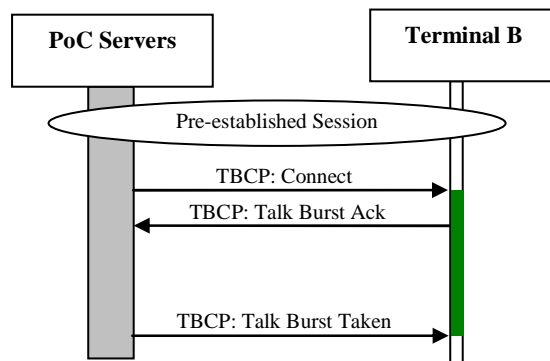 PoC Servers
Terminal B
Pre-established Session
TBCP: Connect
TBCP: Talk Burst Ack
TBCP: Talk Burst Taken